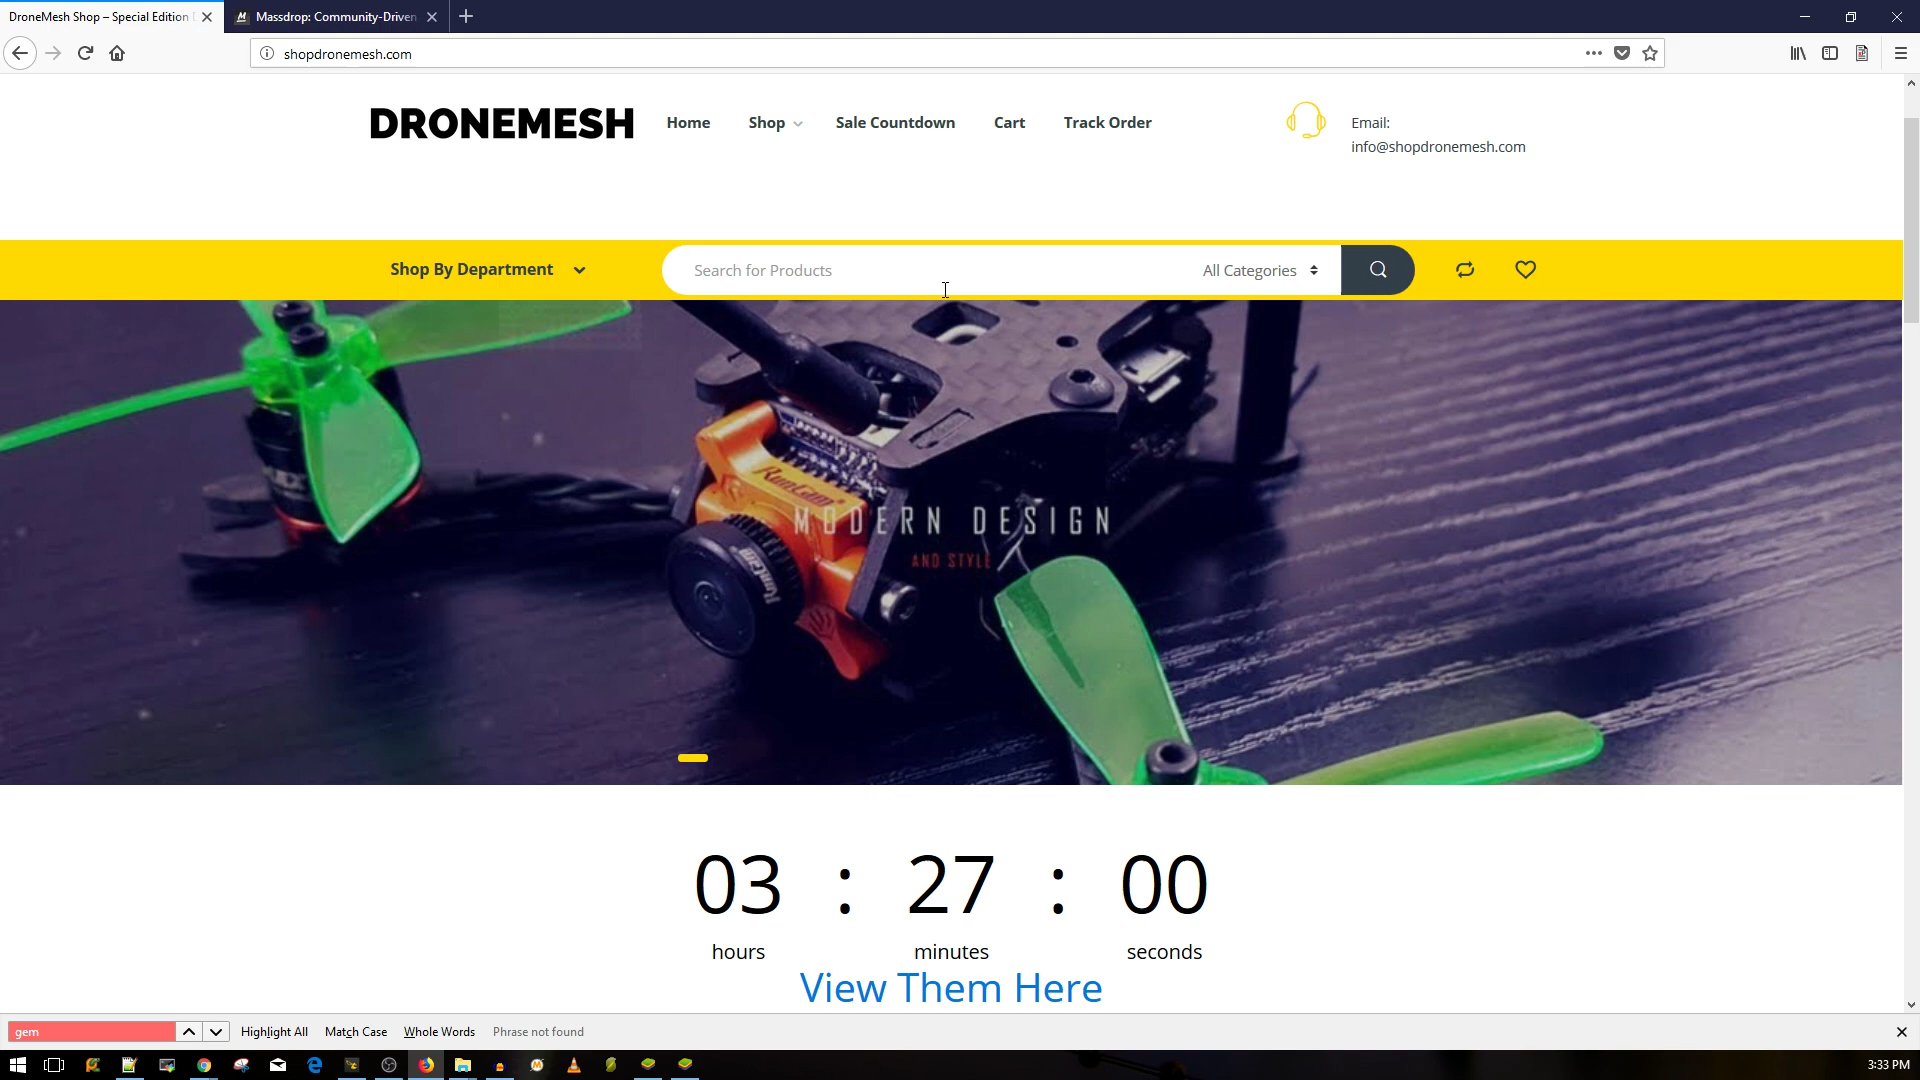 DroneMesh Shop – Special Edition
Massdrop: Community-Driven
shopdronemesh.com
DRONEMESH
Home
Shop
Sale Countdown
Cart
Track Order
Email:
info@shopdronemesh.com
Shop By Department
Search for Products
All Categories
RunCam
RunCam
MODERN DESIGN
AND STYLE
03 : 27 : 00
hours
minutes
seconds
View Them Here
gem
Highlight All
Match Case
Whole Words
Phrase not found
3:33 PM